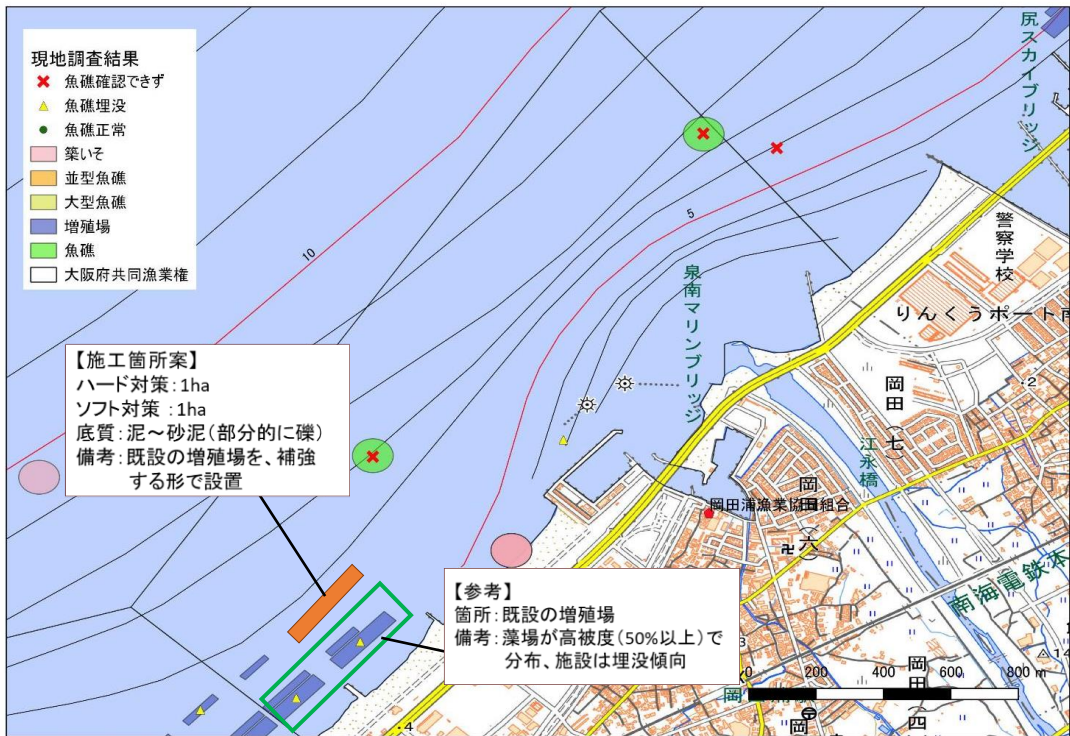 現地調査結果
魚礁確認できず
魚礁埋没
魚礁正常
築いそ
並型魚礁
大型魚礁
増殖場
魚礁
大阪府共同漁業権
尻スカイブリッジ
警察学校
りんくうポート南
泉南マリンブリッジ
岡田(七)
江永橋
岡田浦漁業協同組合
岡田(六)
南海電鉄本
10
5
・2
【施工箇所案】
ハード対策:1ha
ソフト対策 :1ha
底質:泥~砂泥(部分的に礫)
備考:既設の増殖場を、補強
する形で設置
【参考】
箇所:既設の増殖場
備考:藻場が高被度(50%以上)で
分布、施設は埋没傾向
0 200 400 600 800 m
岡田(四
岡
・4
3
14